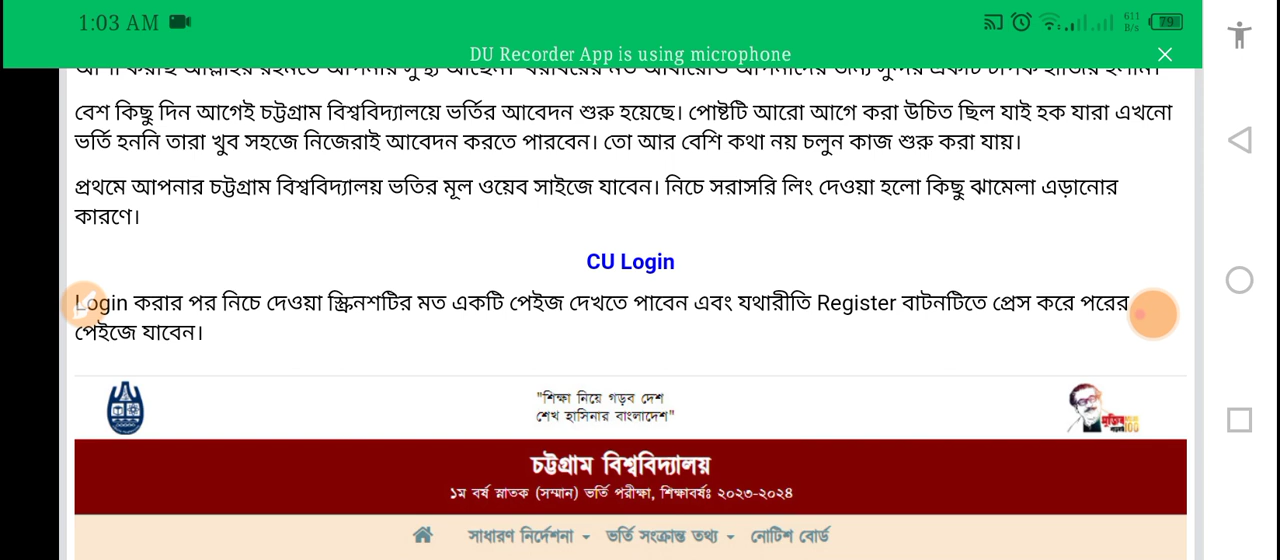 1:03 AM
611 B/s
79
DU Recorder App is using microphone
বেশ কিছু দিন আগেই চট্টগ্রাম বিশ্ববিদ্যালয়ে ভর্তির আবেদন শুরু হয়েছে। পোষ্টটি আরো আগে করা উচিত ছিল যাই হক যারা এখনো
ভর্তি হননি তারা খুব সহজে নিজেরাই আবেদন করতে পারবেন। তো আর বেশি কথা নয় চলুন কাজ শুরু করা যায়।
প্রথমে আপনার চট্টগ্রাম বিশ্ববিদ্যালয় ভতির মূল ওয়েব সাইজে যাবেন। নিচে সরাসরি লিং দেওয়া হলো কিছু ঝামেলা এড়ানোর
কারণে।
CU Login
Login করার পর নিচে দেওয়া স্ক্রিনশটির মত একটি পেইজ দেখতে পাবেন এবং যথারীতি Register বাটনটিতে প্রেস করে পরের
পেইজে যাবেন।
"শিক্ষা নিয়ে গড়ব দেশ
শেখ হাসিনার বাংলাদেশ"
মুজিব
100
চট্টগ্রাম বিশ্ববিদ্যালয়
১ম বর্ষ স্নাতক (সম্মান) ভর্তি পরীক্ষা, শিক্ষাবর্ষঃ ২০২৩-২০২৪
সাধারণ নির্দেশনা
ভর্তি সংক্রান্ত তথ্য
নোটিশ বোর্ড